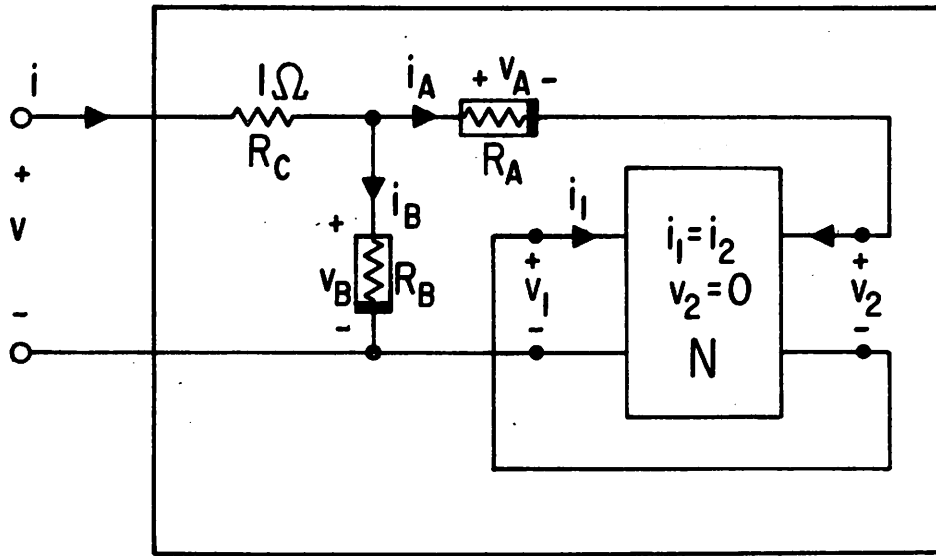 i
1Ω
i_A
+ v_A -
R_C
R_A
+
v
-
i_B
+
v_B
R_B
-
i_1
+
v_1
-
i_1=i_2
v_2=0
N
+
v_2
-